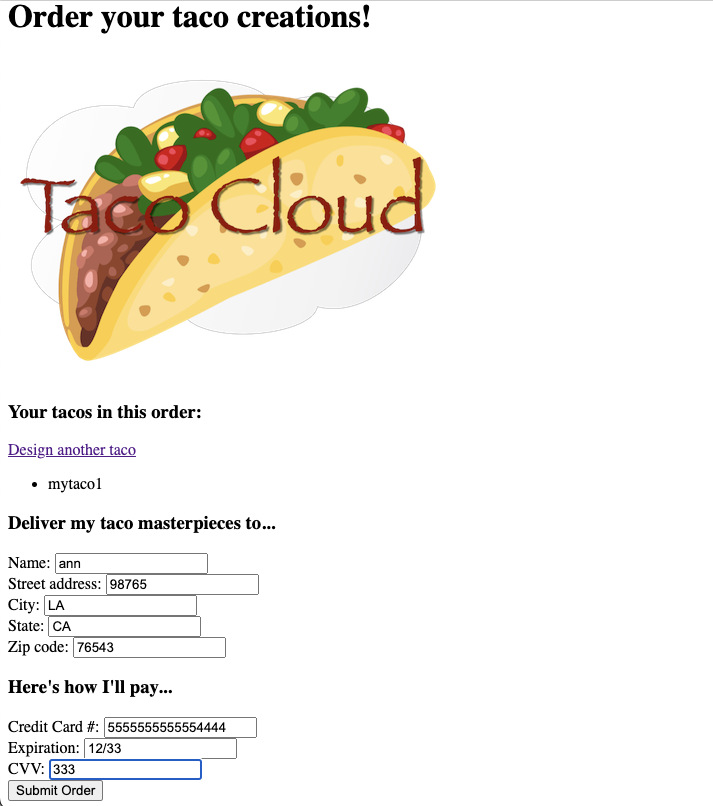 Order your taco creations!
Taco Cloud
Your tacos in this order:
Design another taco
• mytaco1
Deliver my taco masterpieces to...
Name: ann
Street address: 98765
City: LA
State: CA
Zip code: 76543
Here's how I'll pay...
Credit Card #: 5555555555554444
Expiration: 12/33
CVV: 333
Submit Order